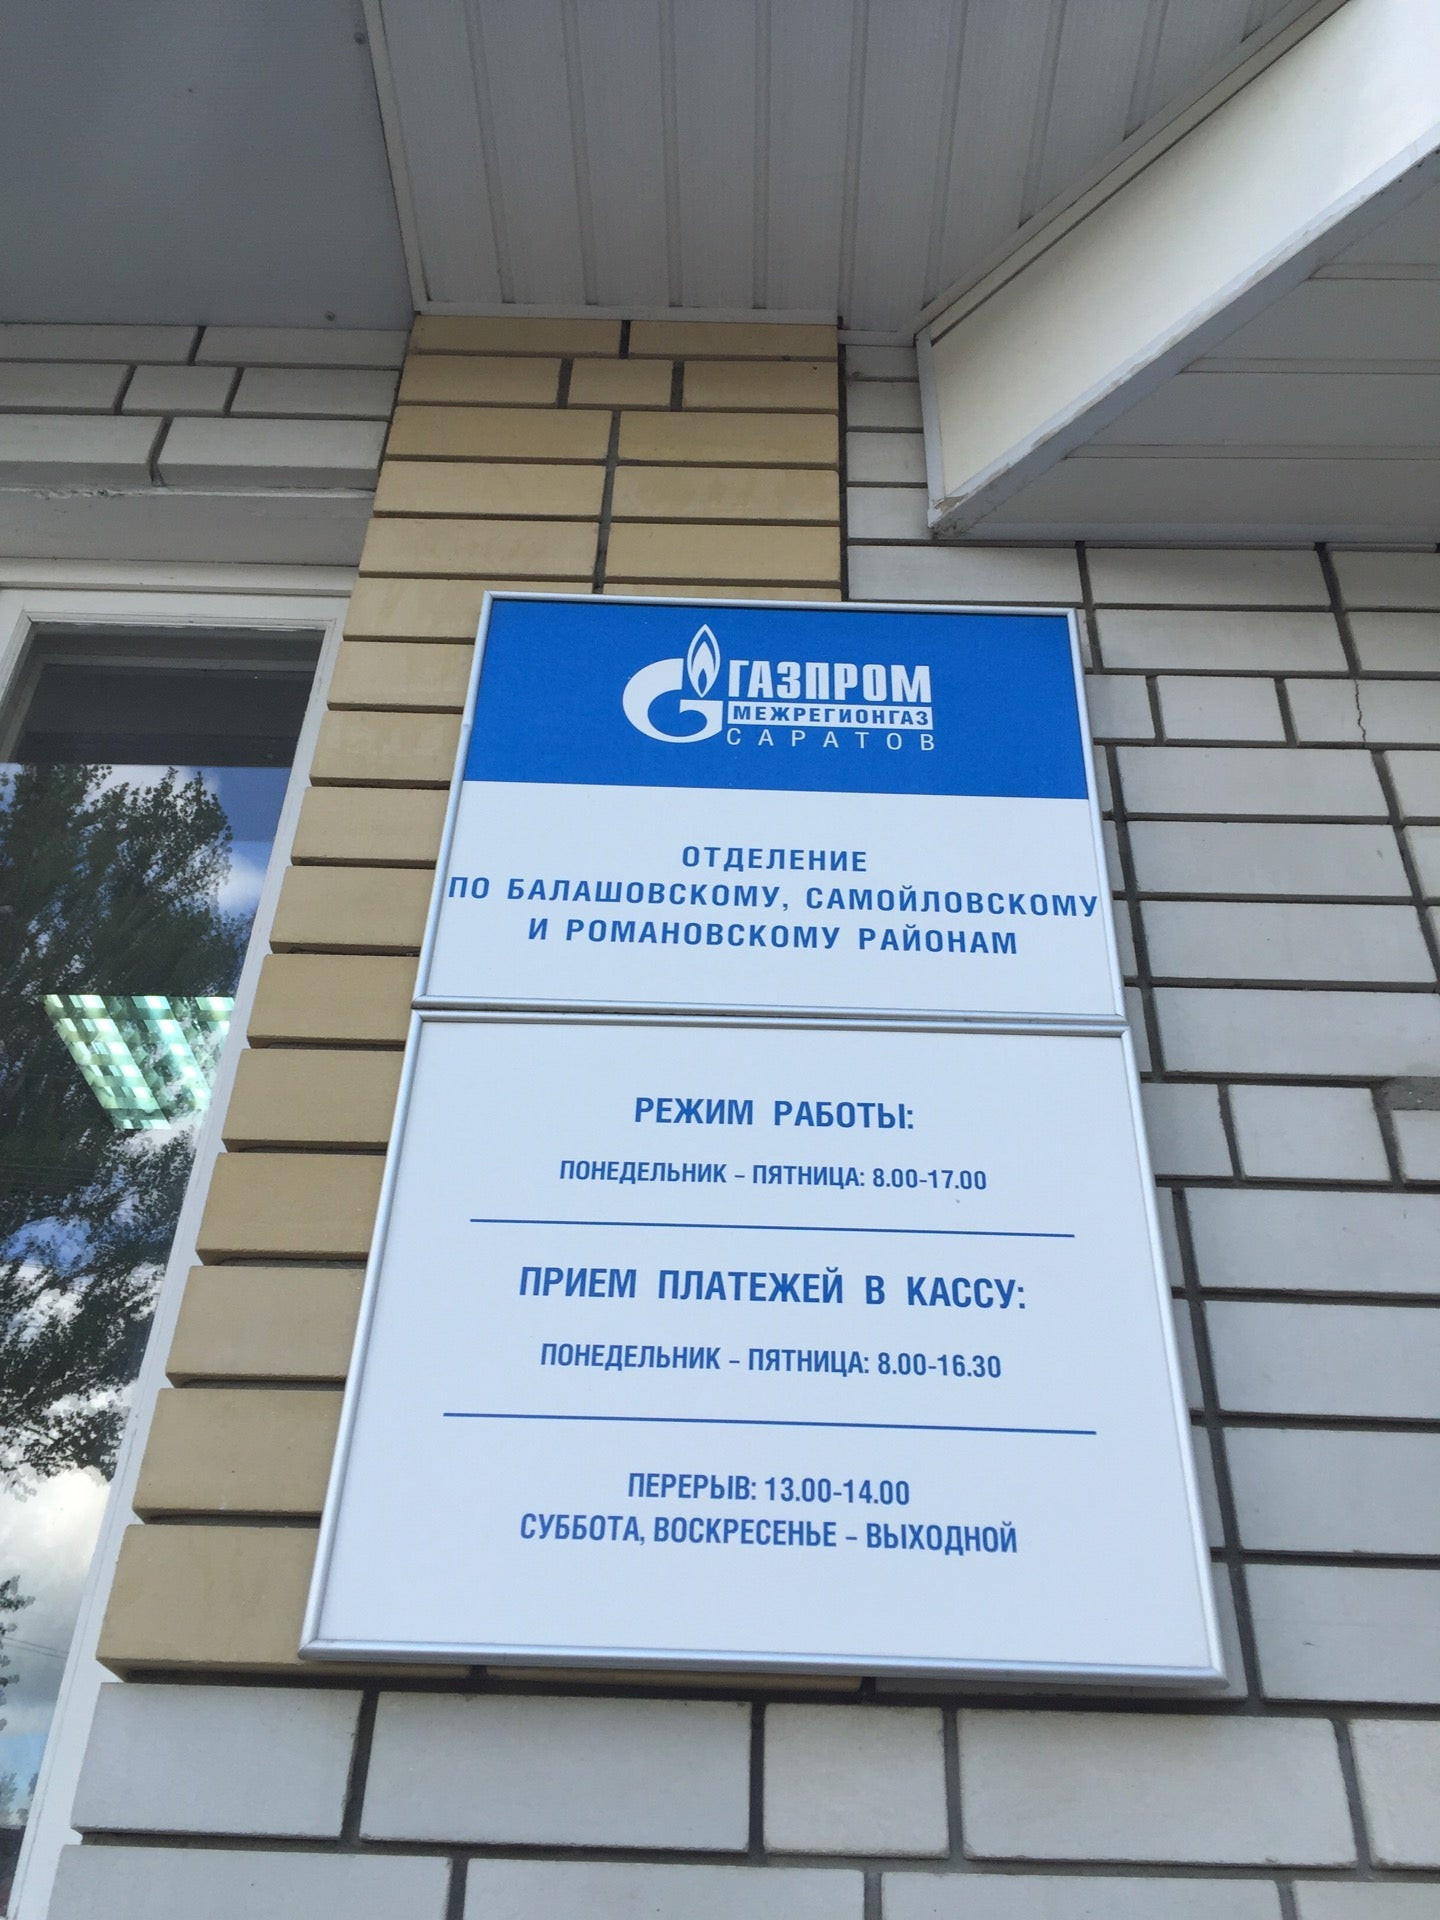 ГАЗПРОМ
МЕЖРЕГИОНГАЗ
САРАТОВ
ОТДЕЛЕНИЕ
ПО БАЛАШОВСКОМУ, САМОЙЛОВСКОМУ
И РОМАНОВСКОМУ РАЙОНАМ
РЕЖИМ РАБОТЫ:
ПОНЕДЕЛЬНИК – ПЯТНИЦА: 8.00-17.00
ПРИЕМ ПЛАТЕЖЕЙ В КАССУ:
ПОНЕДЕЛЬНИК – ПЯТНИЦА: 8.00-16.30
ПЕРЕРЫВ: 13.00-14.00
СУББОТА, ВОСКРЕСЕНЬЕ – ВЫХОДНОЙ